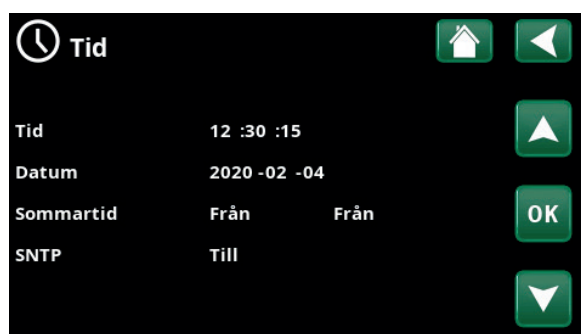 Tid
Tid 12 :30 :15
Datum 2020 -02 -04
Sommartid Från Från
OK
SNTP Till